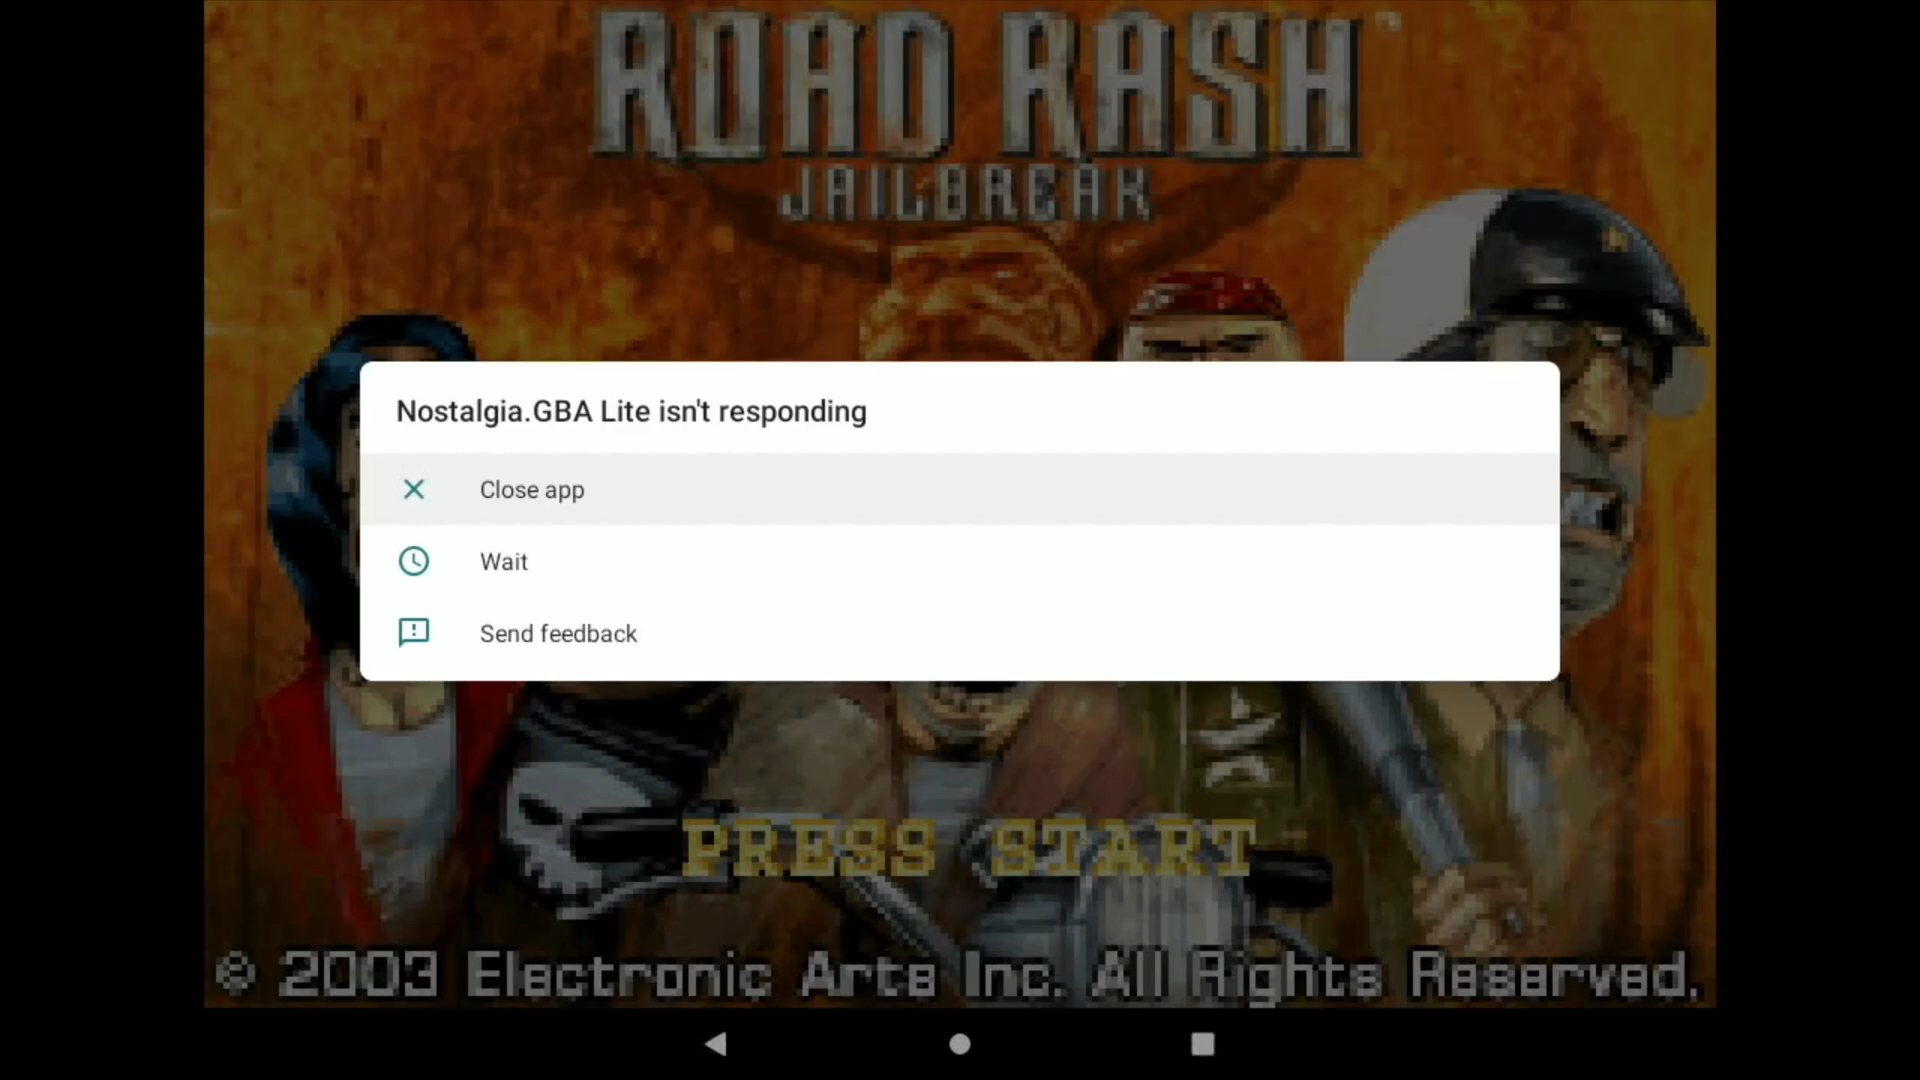 ROAD RASH™
JAILBREAK
Nostalgia.GBA Lite isn't responding
Close app
Wait
Send feedback
PRESS START
© 2003 Electronic Arts Inc. All Rights Reserved.